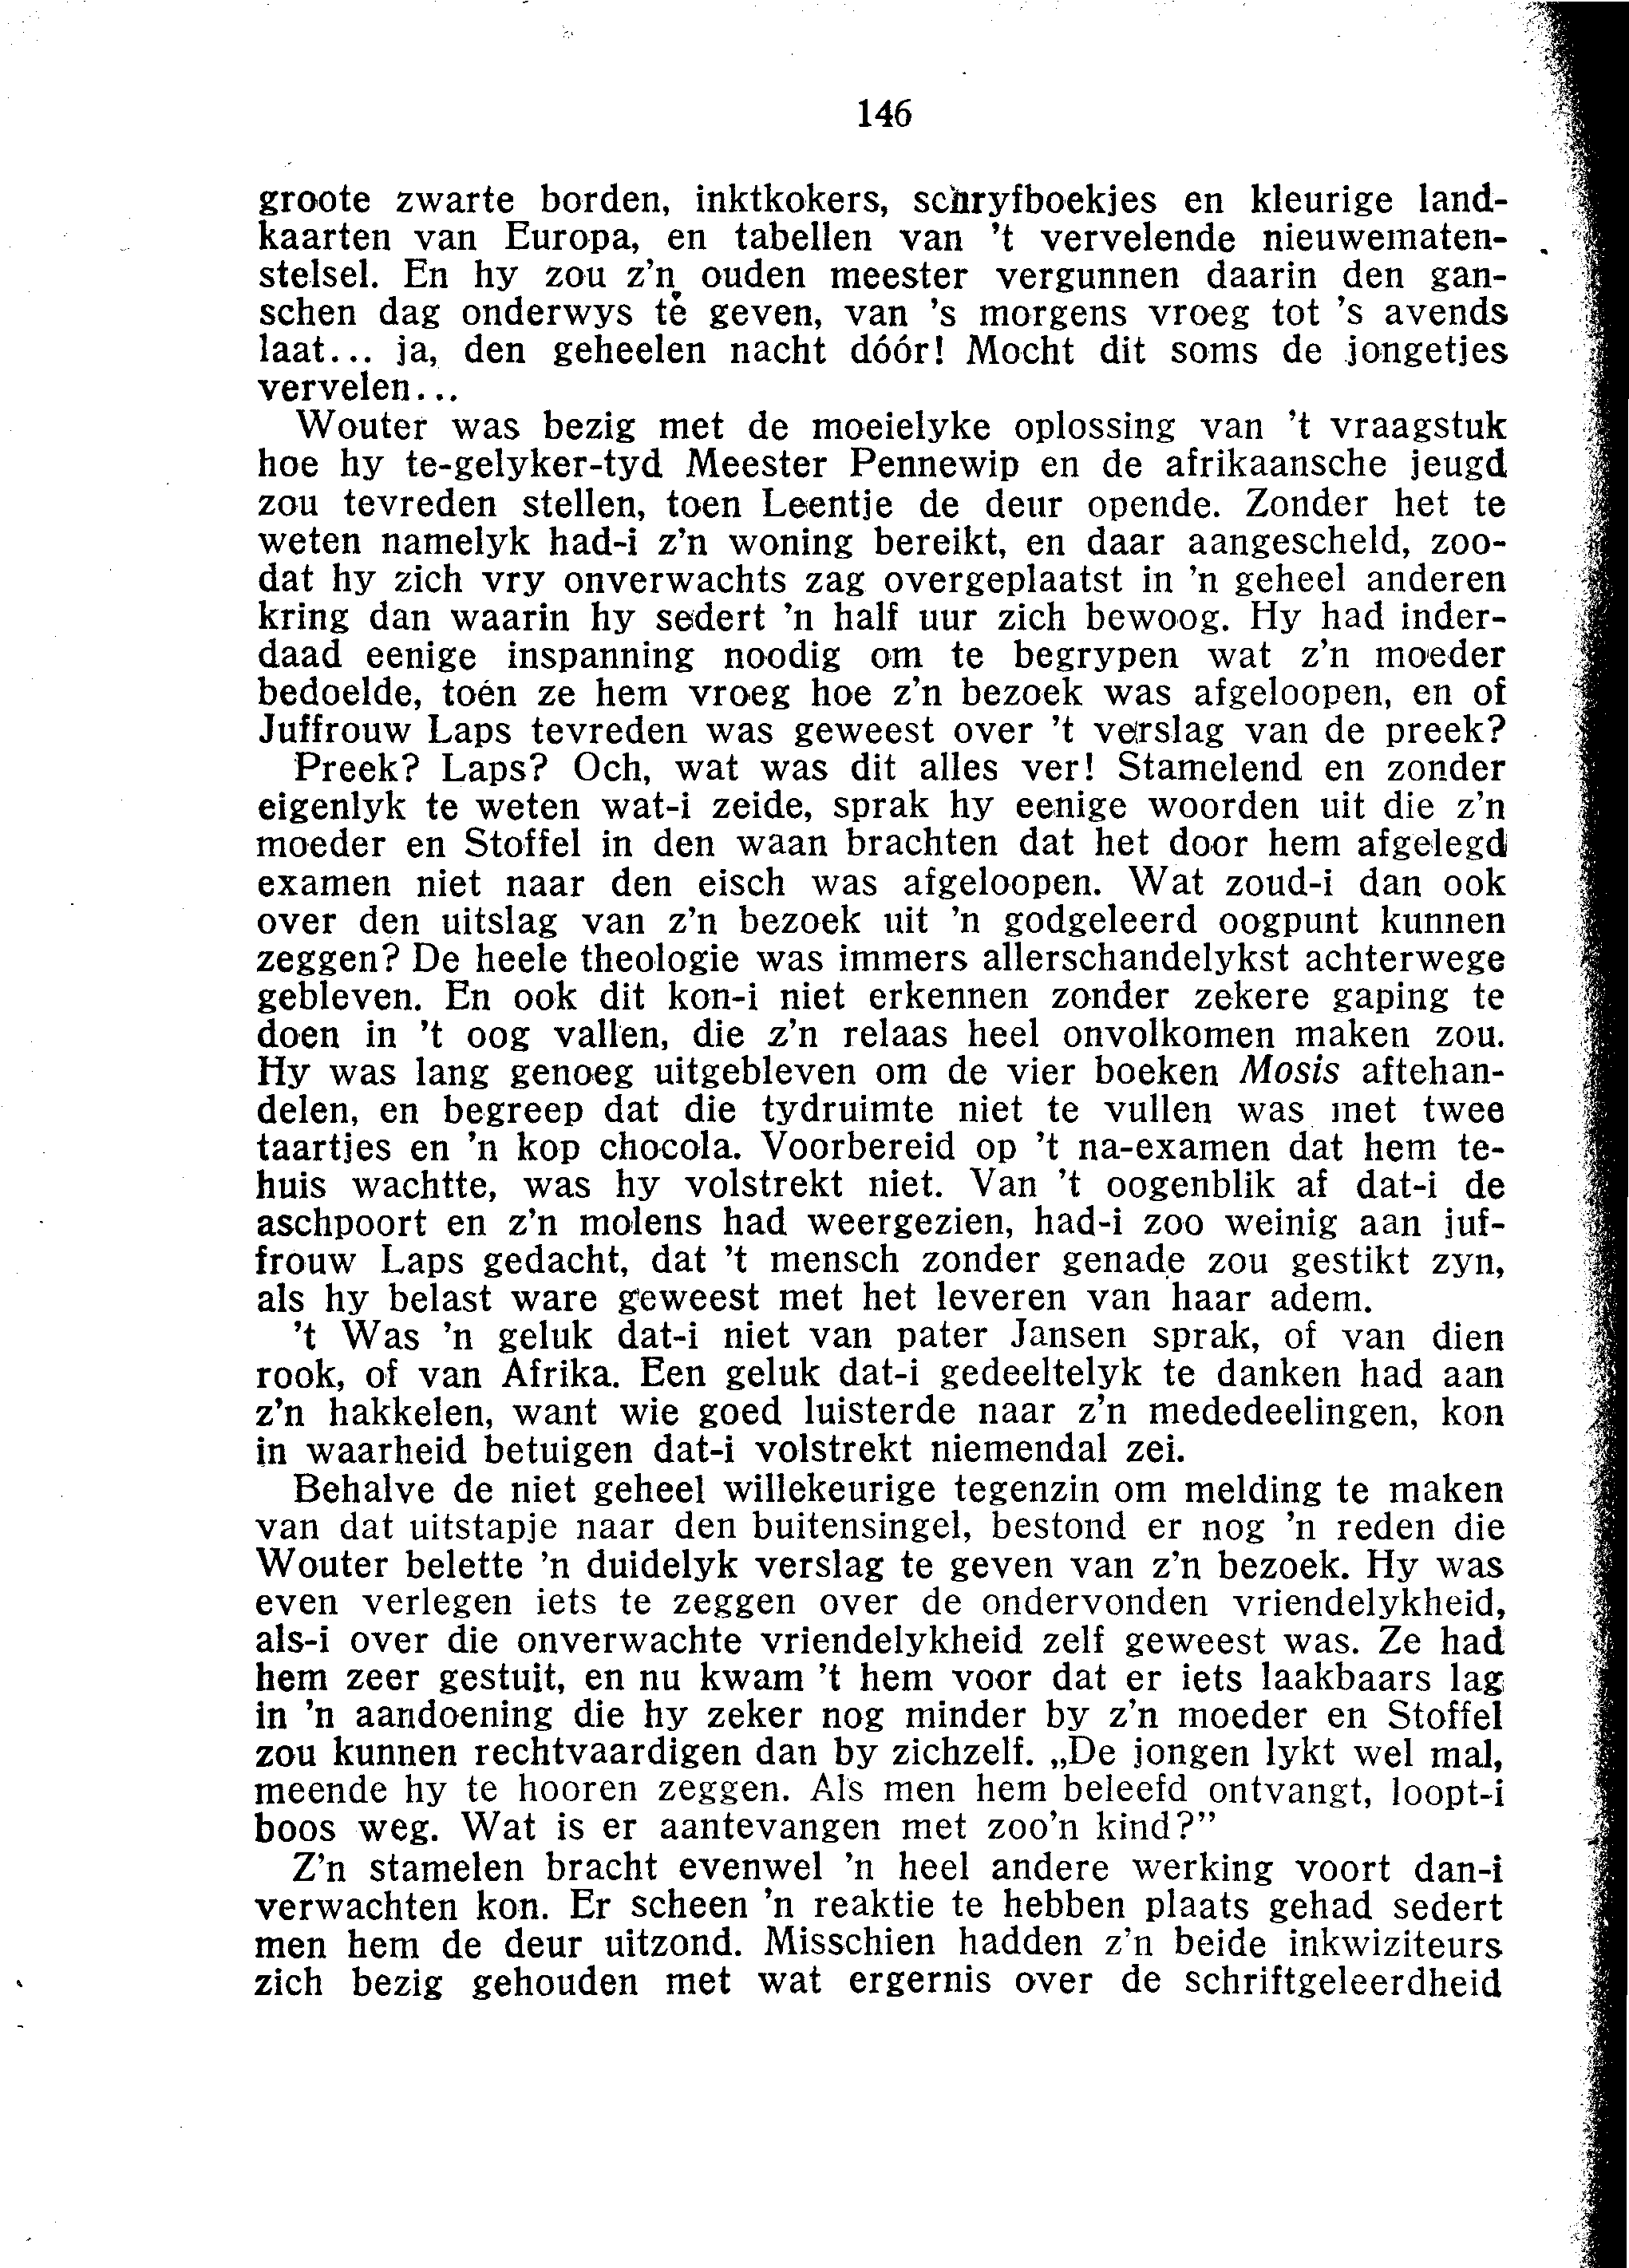 146
groote zwarte borden, inktkokers, schryfboekjes en kleurige land-
kaarten van Europa, en tabellen van 't vervelende nieuwematen-
stelsel. En hy zou z'n ouden meester vergunnen daarin den gan-
schen dag onderwys te geven, van 's morgens vroeg tot 's avends
laat... ja, den geheelen nacht dóór! Mocht dit soms de jongetjes
vervelen...
Wouter was bezig met de moeielyke oplossing van 't vraagstuk
hoe hy te-gelyker-tyd Meester Pennewip en de afrikaansche jeugd
zou tevreden stellen, toen Leentje de deur opende. Zonder het te
weten namelyk had-i z'n woning bereikt, en daar aangescheld, zoo-
dat hy zich vry onverwachts zag overgeplaatst in 'n geheel anderen
kring dan waarin hy sedert 'n half uur zich bewoog. Hy had inder-
daad eenige inspanning noodig om te begrypen wat z'n moeder
bedoelde, toén ze hem vroeg hoe z'n bezoek was afgeloopen, en of
Juffrouw Laps tevreden was geweest over 't verslag van de preek?
Preek? Laps? Och, wat was dit alles ver! Stamelend en zonder
eigenlyk te weten wat-i zeide, sprak hy eenige woorden uit die z'n
moeder en Stoffel in den waan brachten dat het door hem afgelegd
examen niet naar den eisch was afgeloopen. Wat zoud-i dan ook
over den uitslag van z'n bezoek uit 'n godgeleerd oogpunt kunnen
zeggen? De heele theologie was immers allerschandelykst achterwege
gebleven. En ook dit kon-i niet erkennen zonder zekere gaping te
doen in 't oog vallen, die z'n relaas heel onvolkomen maken zou.
Hy was lang genoeg uitgebleven om de vier boeken Mosis aftehan-
delen, en begreep dat die tydruimte niet te vullen was met twee
taartjes en 'n kop chocola. Voorbereid op 't na-examen dat hem te-
huis wachtte, was hy volstrekt niet. Van 't oogenblik af dat-i de
aschpoort en z'n molens had weergezien, had-i zoo weinig aan juf-
frouw Laps gedacht, dat 't mensch zonder genade zou gestikt zyn,
als hy belast ware geweest met het leveren van haar adem.
't Was 'n geluk dat-i niet van pater Jansen sprak, of van dien
rook, of van Afrika. Een geluk dat-i gedeeltelyk te danken had aan
z'n hakkelen, want wie goed luisterde naar z'n mededeelingen, kon
in waarheid betuigen dat-i volstrekt niemendal zei.
Behalve de niet geheel willekeurige tegenzin om melding te maken
van dat uitstapje naar den buitensingel, bestond er nog 'n reden die
Wouter belette 'n duidelyk verslag te geven van z'n bezoek. Hy was
even verlegen iets te zeggen over de ondervonden vriendelykheid,
als-i over die onverwachte vriendelykheid zelf geweest was. Ze had
hem zeer gestuit, en nu kwam 't hem voor dat er iets laakbaars lag
in 'n aandoening die hy zeker nog minder by z'n moeder en Stoffel
zou kunnen rechtvaardigen dan by zichzelf. „De jongen lykt wel mal,
meende hy te hooren zeggen. Als men hem beleefd ontvangt, loopt-i
boos weg. Wat is er aantevangen met zoo'n kind?”
Z'n stamelen bracht evenwel 'n heel andere werking voort dan-i
verwachten kon. Er scheen 'n reaktie te hebben plaats gehad sedert
men hem de deur uitzond. Misschien hadden z'n beide inkwiziteurs
zich bezig gehouden met wat ergernis over de schriftgeleerdheid